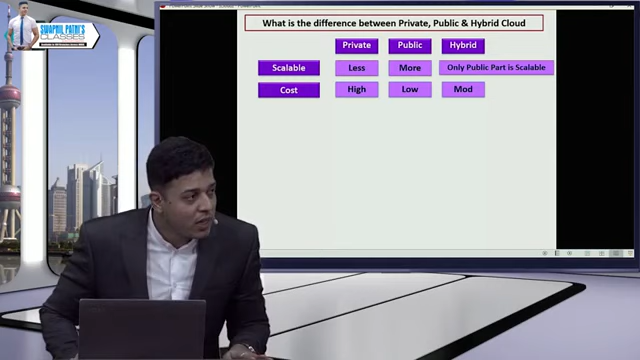 SWAPNIL PATNI'S
CLASSES
What is the difference between Private, Public & Hybrid Cloud
Private Public Hybrid
Scalable Less More Only Public Part is Scalable
Cost High Low Mod